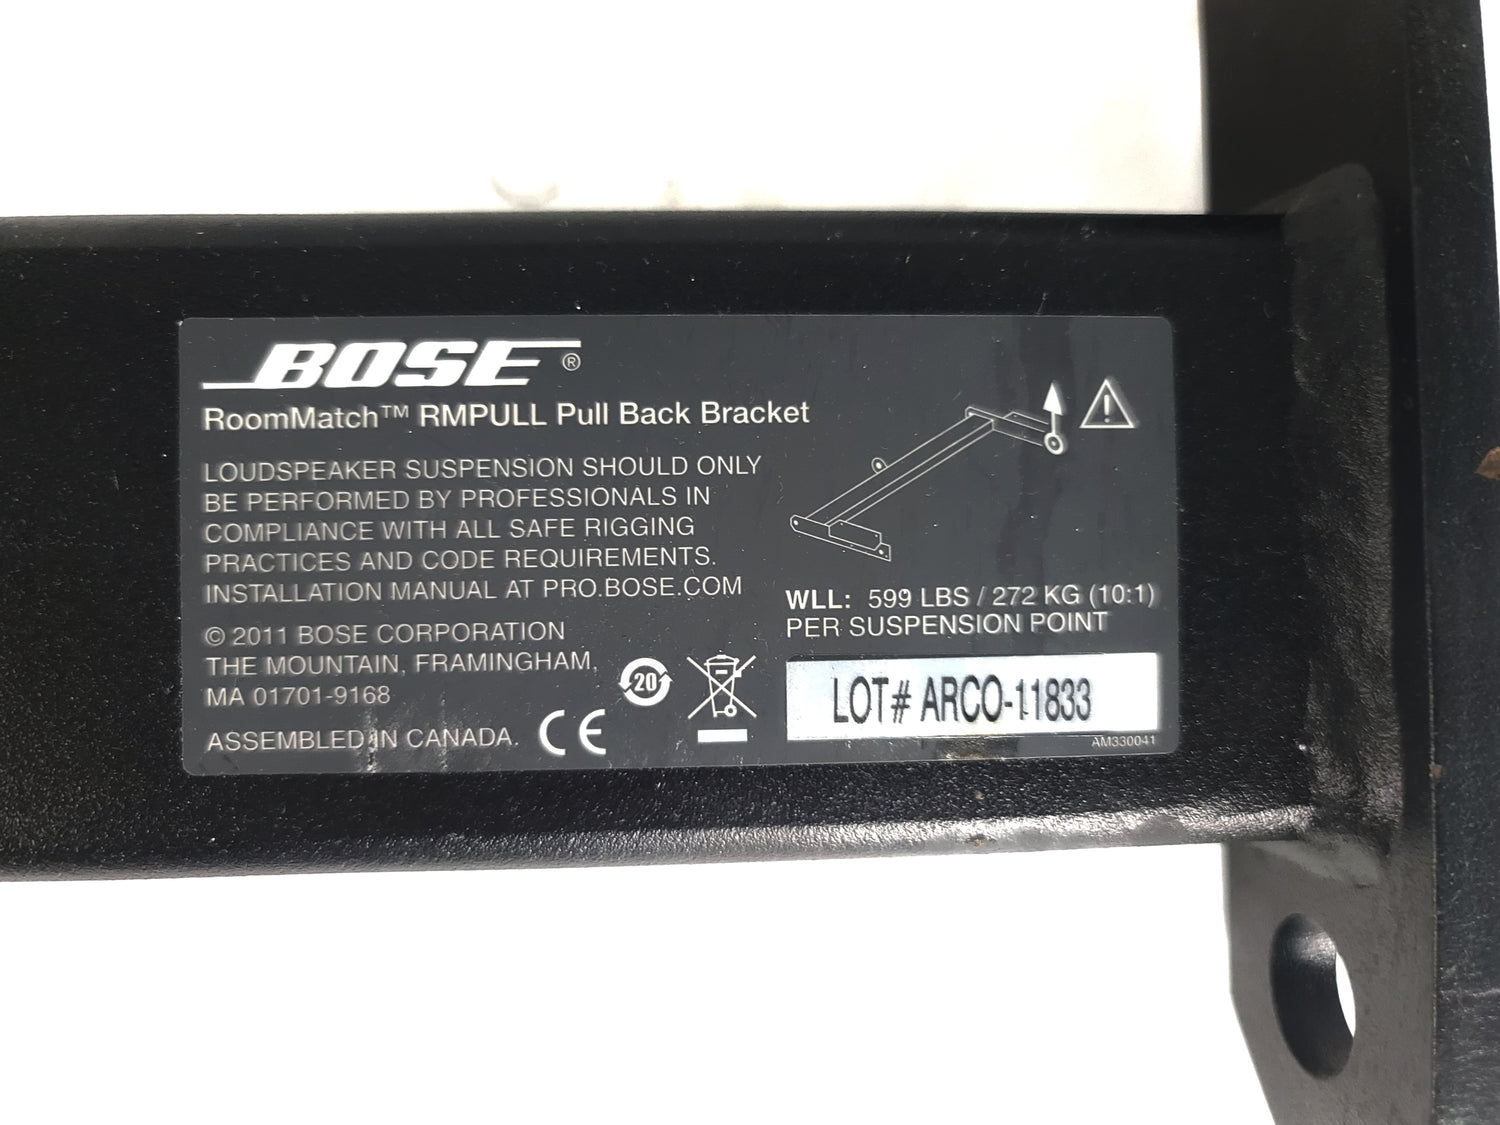 BOSE®
RoomMatch™ RMPULL Pull Back Bracket
LOUDSPEAKER SUSPENSION SHOULD ONLY
BE PERFORMED BY PROFESSIONALS IN
COMPLIANCE WITH ALL SAFE RIGGING
PRACTICES AND CODE REQUIREMENTS.
INSTALLATION MANUAL AT PRO.BOSE.COM
© 2011 BOSE CORPORATION
THE MOUNTAIN, FRAMINGHAM,
MA 01701-9168
ASSEMBLED IN CANADA.
CE
20
!
WLL: 599 LBS / 272 KG (10:1)
PER SUSPENSION POINT
LOT# ARCO-11833
AM330041